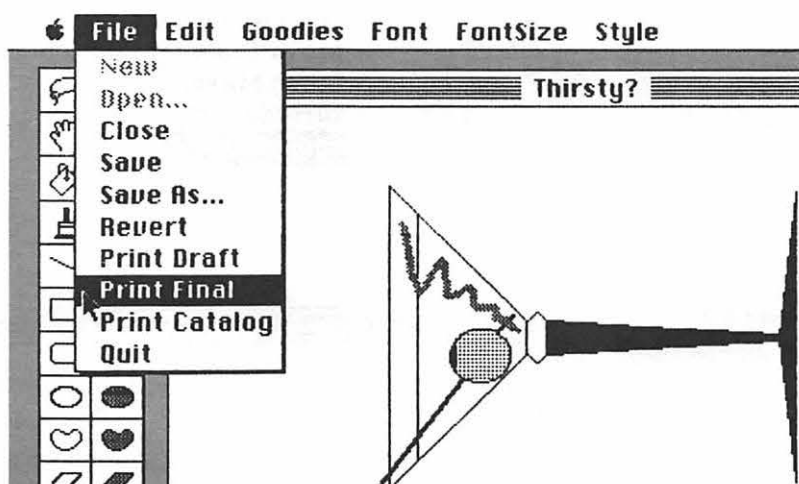 File Edit Goodies Font FontSize Style
Thirsty?
New
Open...
Close
Save
Save As...
Revert
Print Draft
Print Final
Print Catalog
Quit